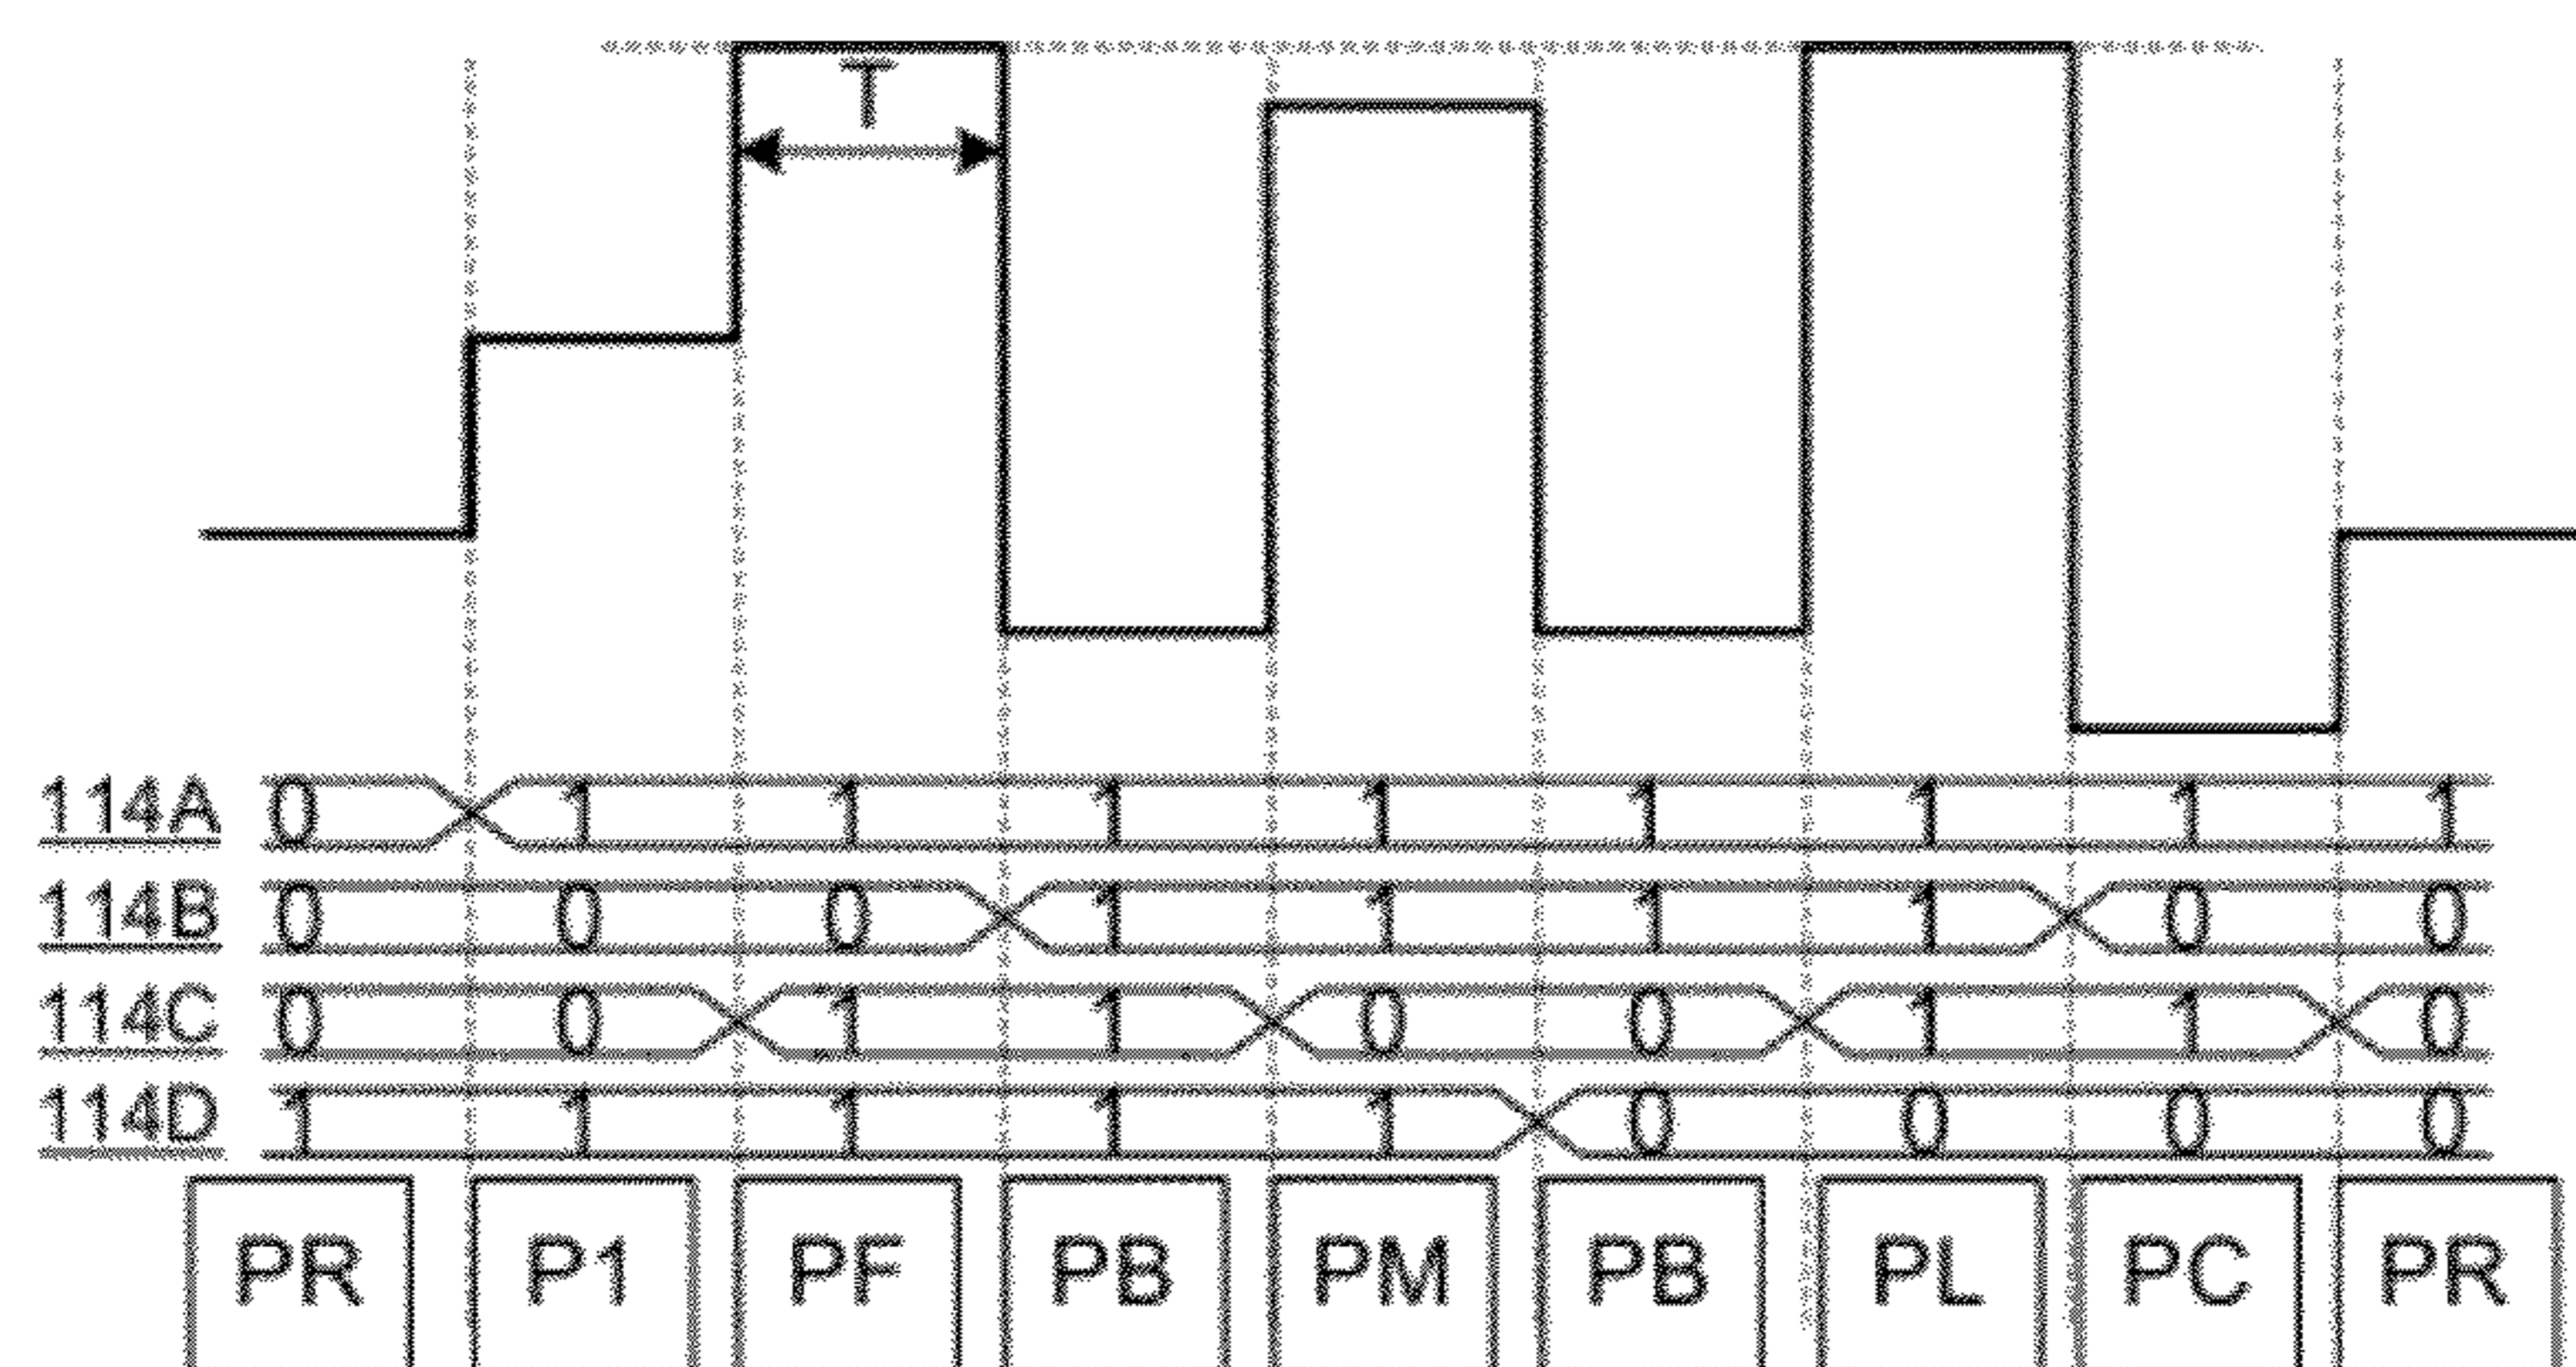 T
114A 0 1 1 1 1 1 1 1 1
114B 0 0 0 1 1 1 1 0 0
114C 0 0 1 1 0 0 1 1 0
114D 1 1 1 1 1 0 0 0 0
PR P1 PF PB PM PB PL PC PR